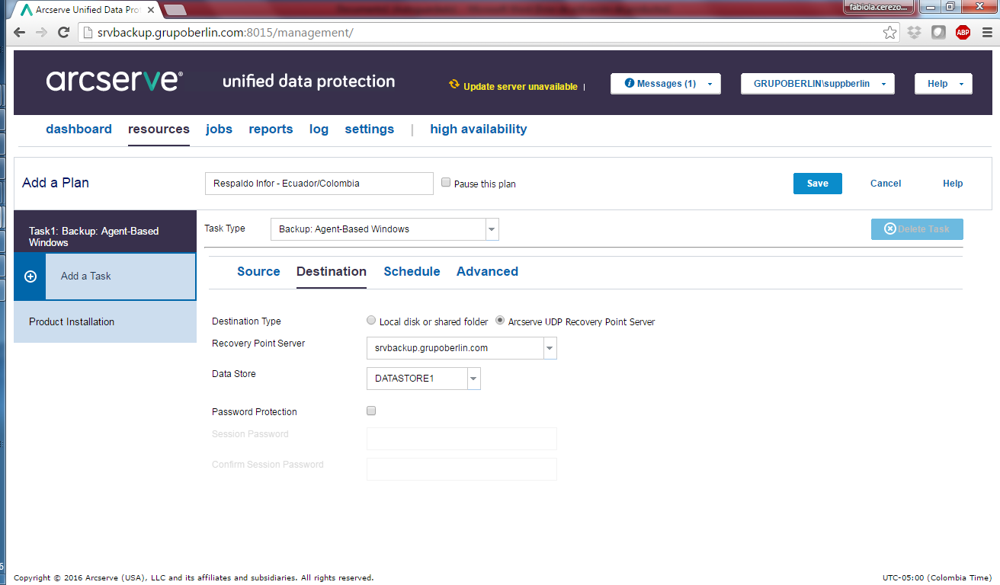 Arcserve Unified Data Pro
fabiola.cerezo...
srvbackup.grupoberlin.com:8015/management/
ABP
arcserve®
unified data protection
Update server unavailable |
Messages (1)
GRUPOBERLIN\suppberlin
Help
dashboard
resources
jobs
reports
log
settings
|
high availability
Add a Plan
Respaldo Infor - Ecuador/Colombia
Pause this plan
Save
Cancel
Help
Task1: Backup: Agent-Based
Windows
Add a Task
Product Installation
Task Type
Backup: Agent-Based Windows
Delete Task
Source
Destination
Schedule
Advanced
Destination Type
Local disk or shared folder
Arcserve UDP Recovery Point Server
Recovery Point Server
srvbackup.grupoberlin.com
Data Store
DATASTORE1
Password Protection
Session Password
Confirm Session Password
6
Copyright © 2016 Arcserve (USA), LLC and its affiliates and subsidiaries. All rights reserved.
UTC-05:00 (Colombia Time)